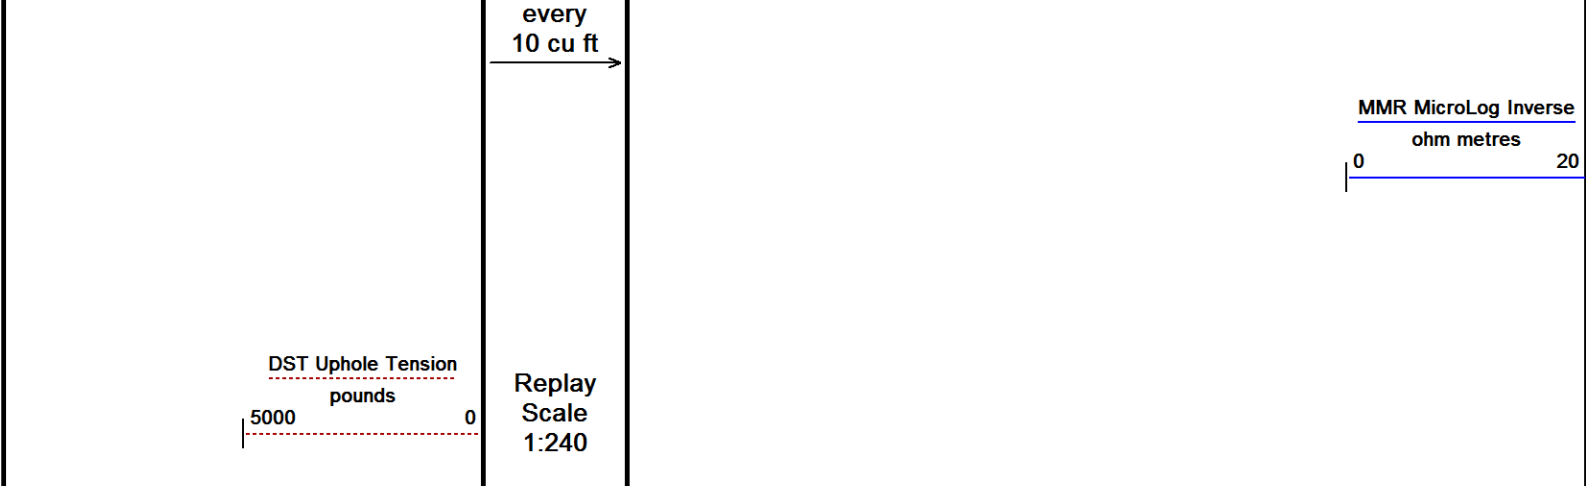 every
10 cu ft
MMR MicroLog Inverse
ohm metres
0 20
DST Uphole Tension
pounds
5000 0
Replay
Scale
1:240